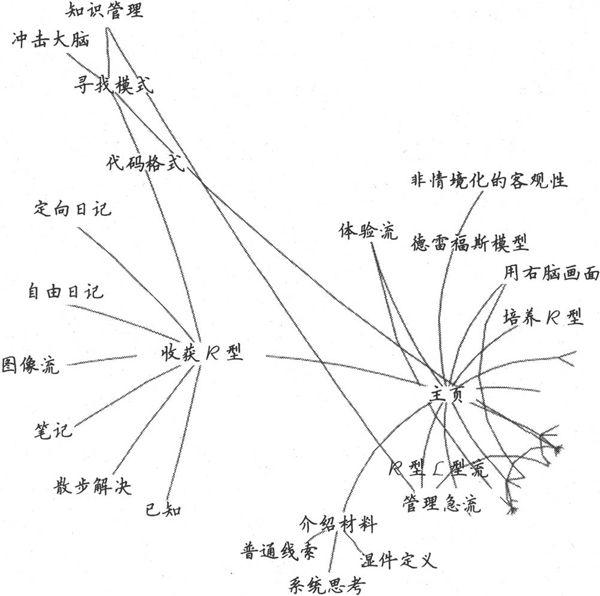 知识管理
冲击大脑
寻找模式
代码格式
非情境化的客观性
定向日记
体验流
德雷福斯模型
用右脑画面
自由日记
培养R型
收获R型
图像流
主页
笔记
R型L型流
散步解决
管理急流
已知
介绍材料
普通线索
湿件定义
系统思考